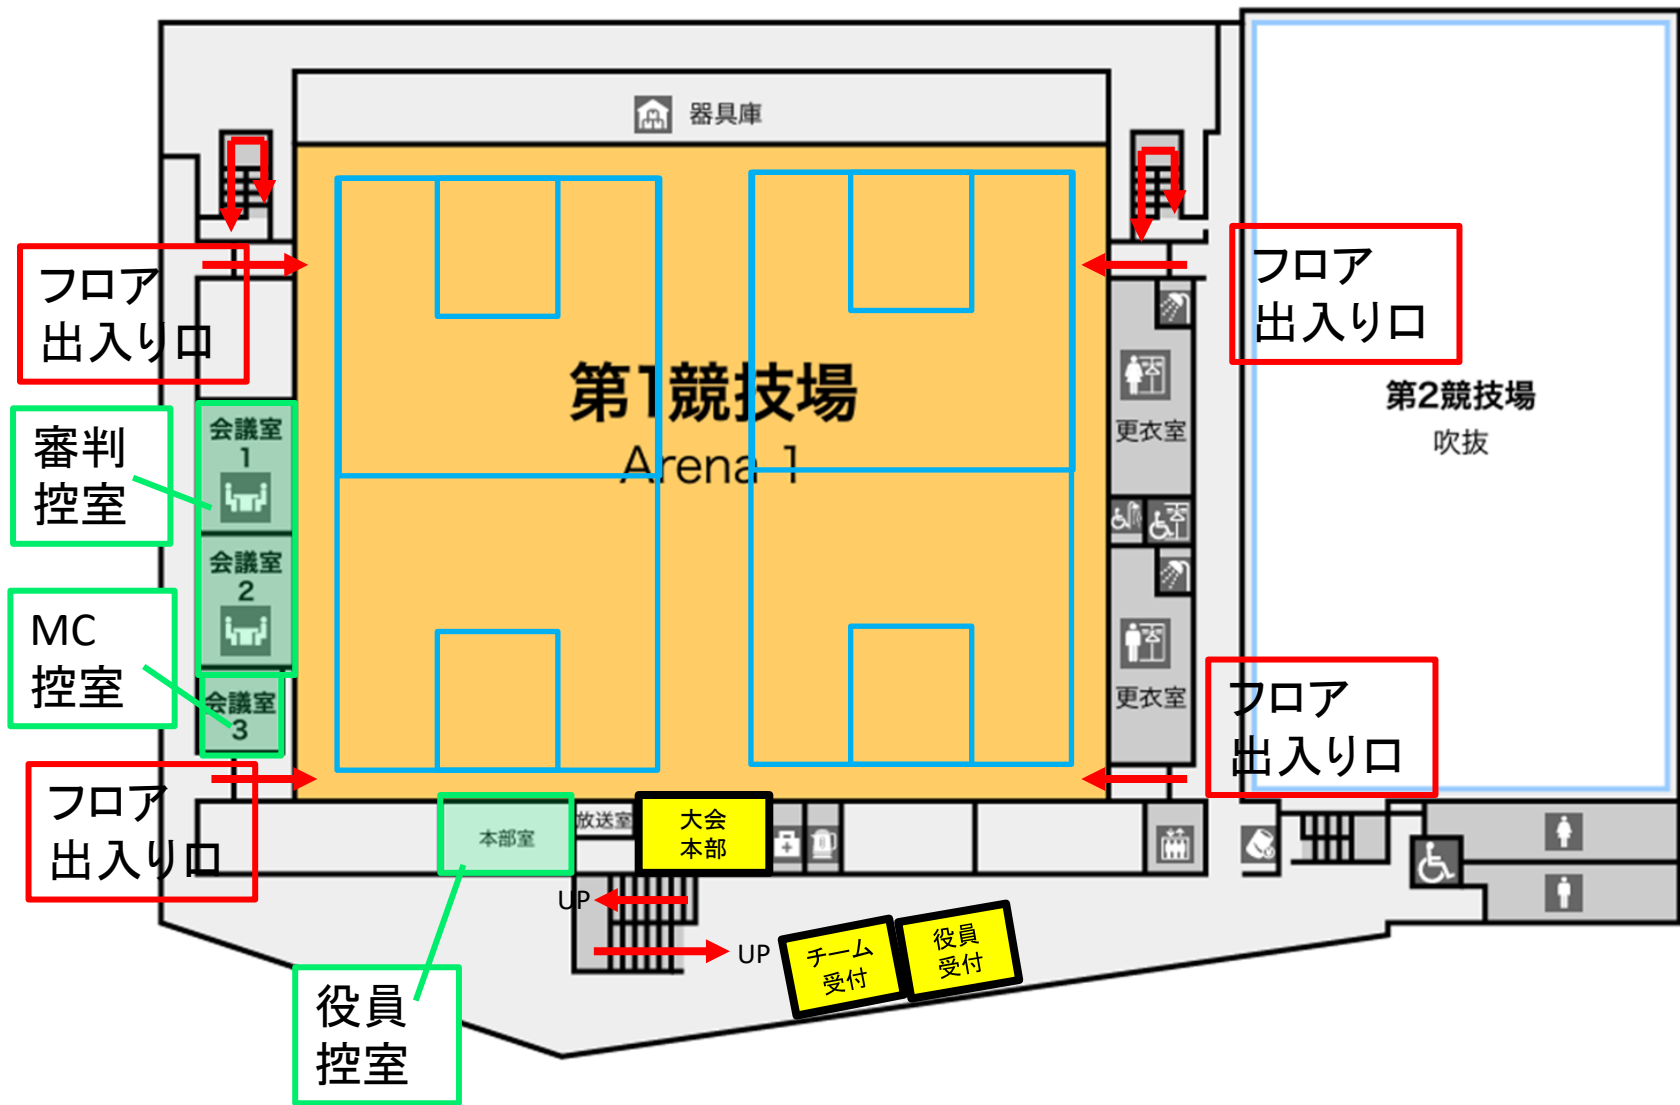 器具庫
フロア
出入り口
フロア
出入り口
第1競技場
Arena 1
第2競技場
吹抜
審判
控室
会議室
1
更衣室
会議室
2
MC
控室
会議室
3
更衣室
フロア
出入り口
フロア
出入り口
本部室
放送室
大会
本部
UP
UP
チーム
受付
役員
受付
役員
控室